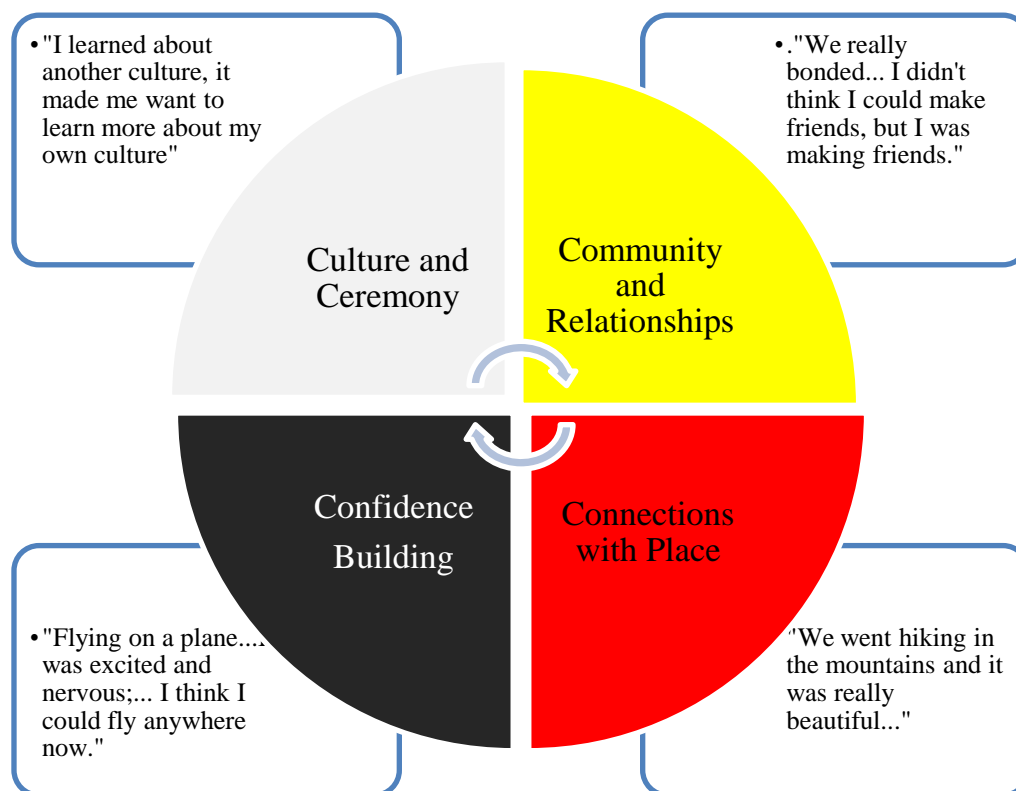 • "I learned about
another culture, it
made me want to
learn more about my
own culture"
• ."We really
bonded... I didn't
think I could make
friends, but I was
making friends."
Culture and
Ceremony
Community
and
Relationships
Confidence
Building
Connections
with Place
• "Flying on a plane....
was excited and
nervous;... I think I
could fly anywhere
now."
"We went hiking in
the mountains and it
was really
beautiful..."